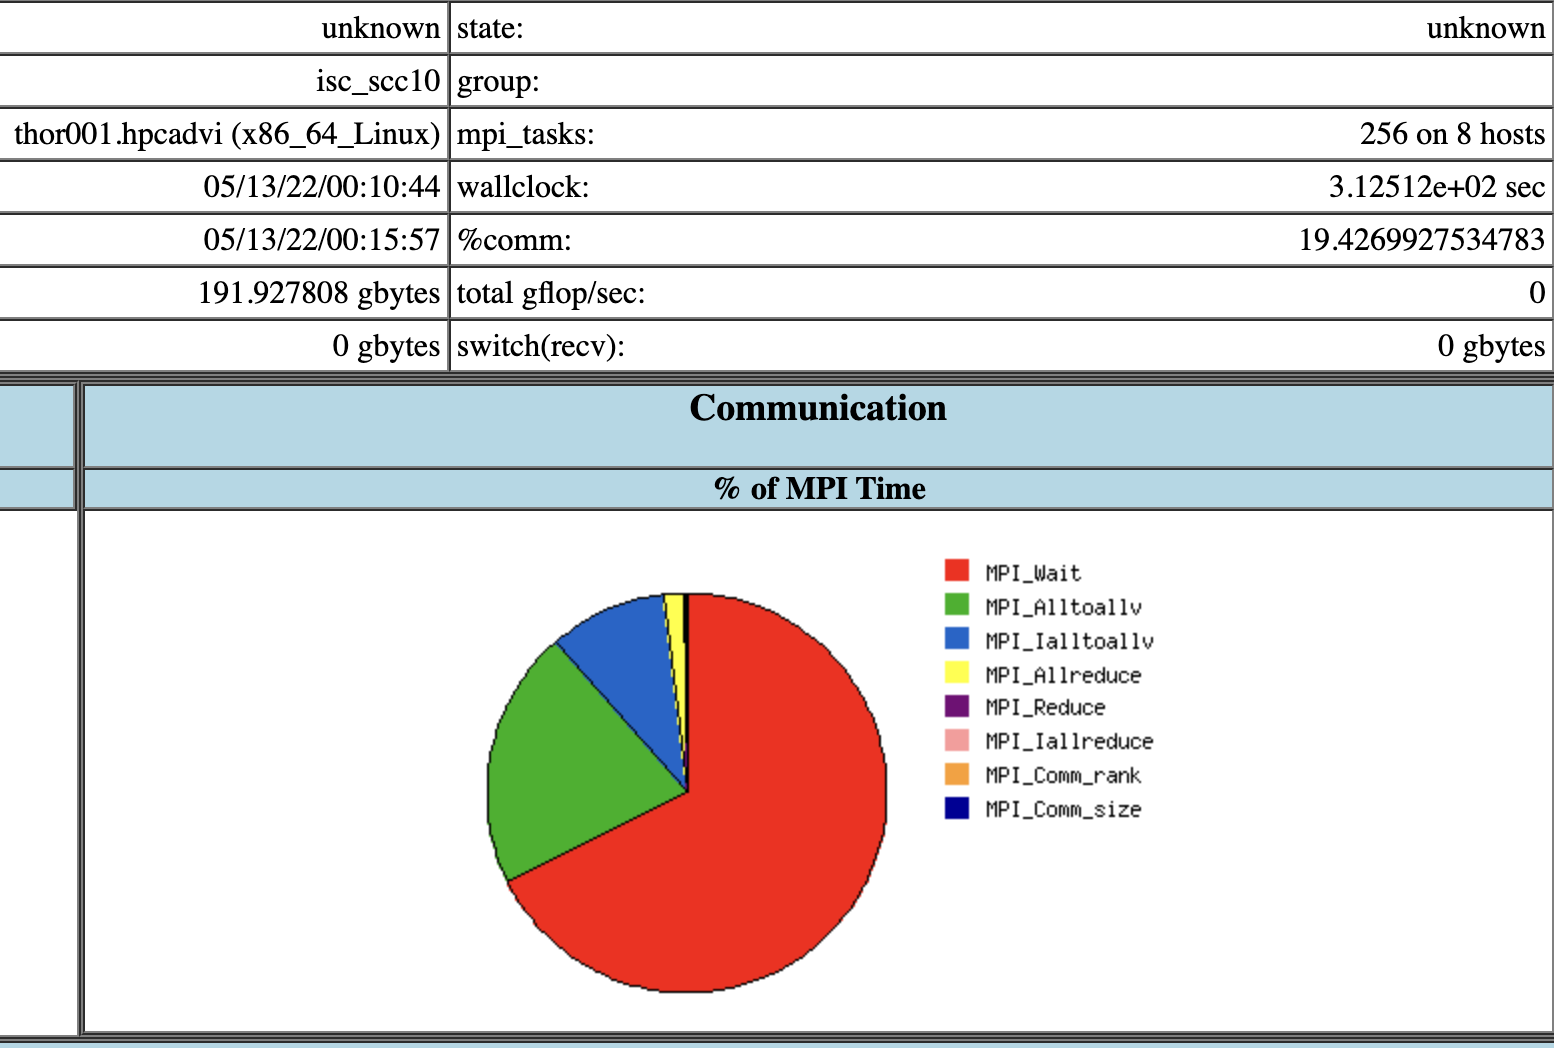 unknown state: unknown
isc_scc10 group:
thor001.hpcadvi (x86_64_Linux) mpi_tasks: 256 on 8 hosts
05/13/22/00:10:44 wallclock: 3.12512e+02 sec
05/13/22/00:15:57 %comm: 19.4269927534783
191.927808 gbytes total gflop/sec: 0
0 gbytes switch(recv): 0 gbytes
Communication
% of MPI Time
MPI_Wait
MPI_Alltoallv
MPI_Ialltoallv
MPI_Allreduce
MPI_Reduce
MPI_Iallreduce
MPI_Comm_rank
MPI_Comm_size